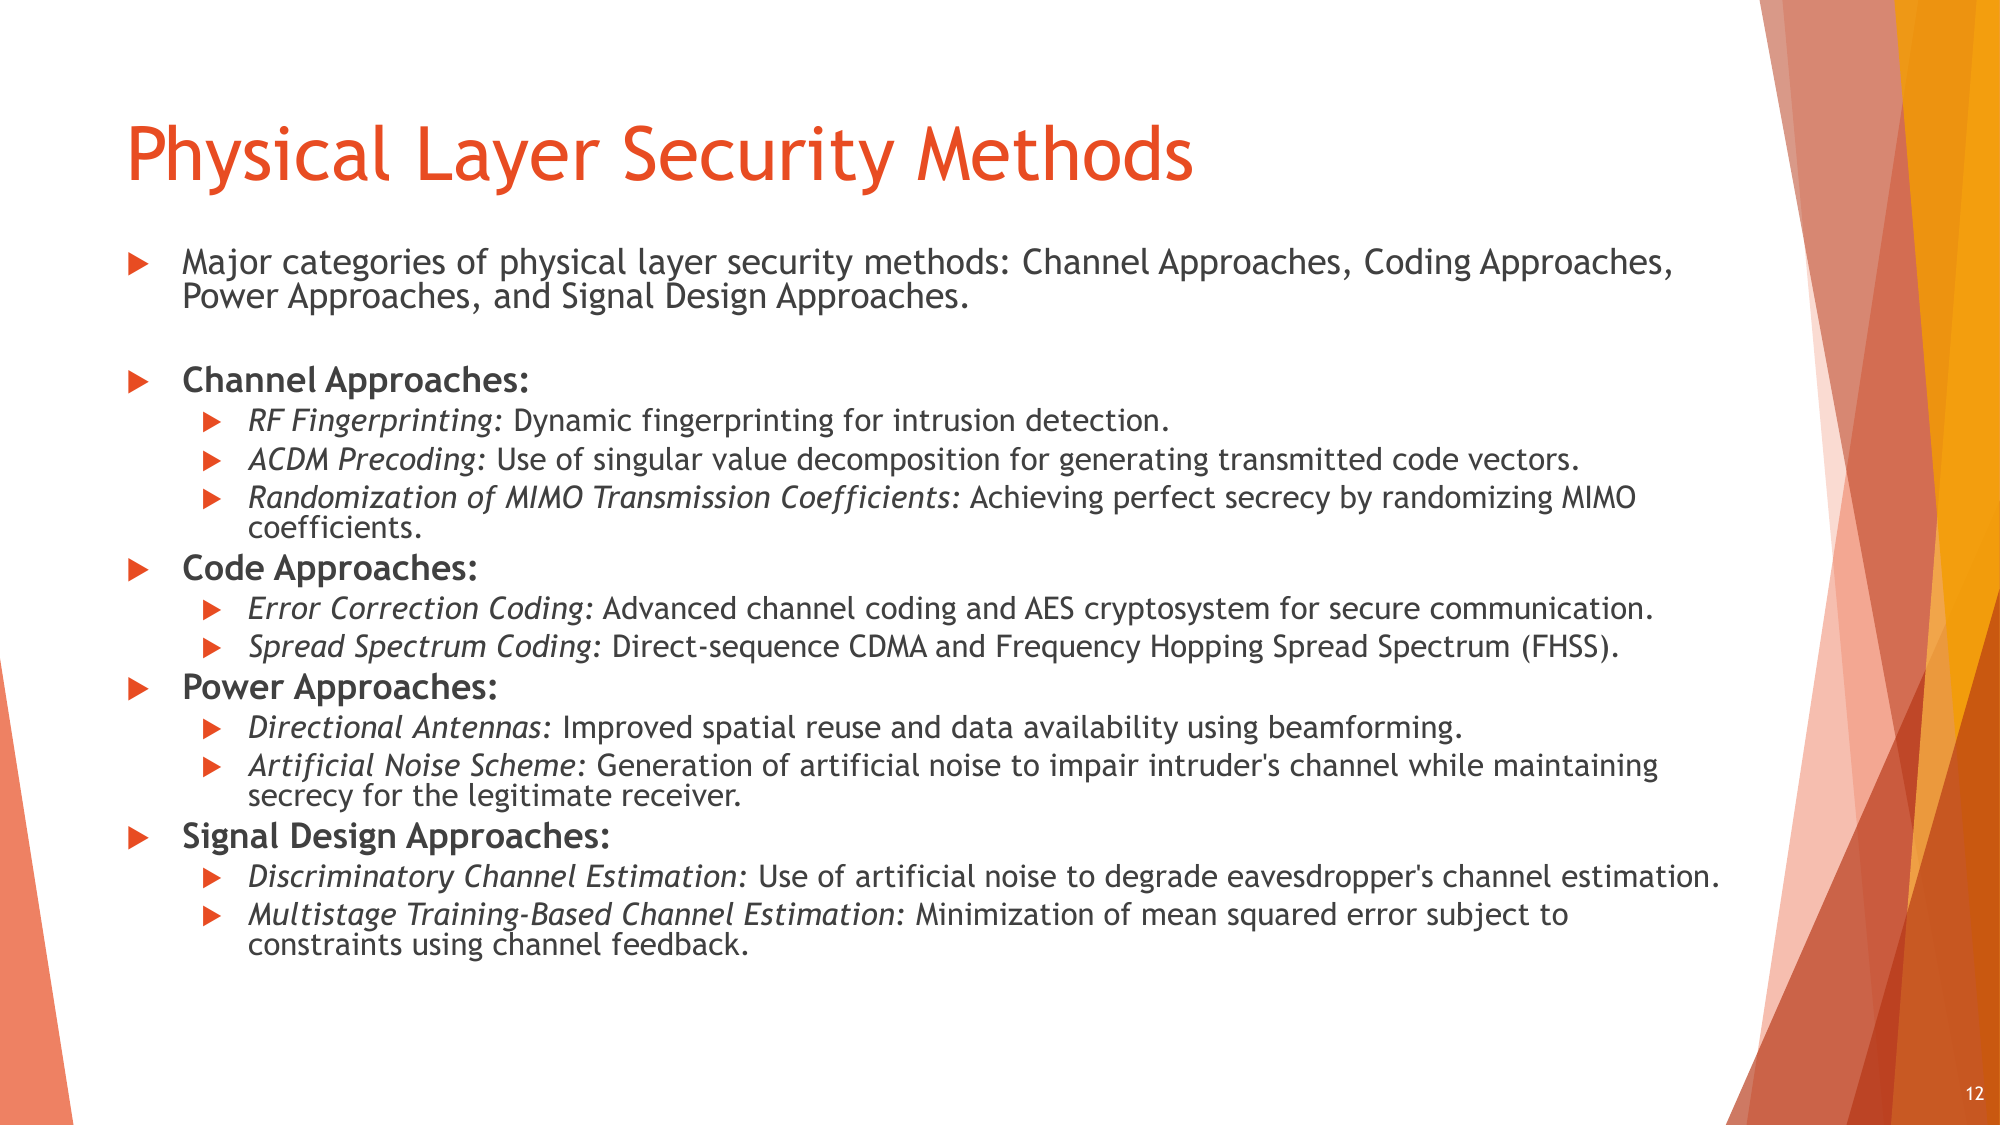 Physical Layer Security Methods
Major categories of physical layer security methods: Channel Approaches, Coding Approaches,
Power Approaches, and Signal Design Approaches.
Channel Approaches:
RF Fingerprinting: Dynamic fingerprinting for intrusion detection.
ACDM Precoding: Use of singular value decomposition for generating transmitted code vectors.
Randomization of MIMO Transmission Coefficients: Achieving perfect secrecy by randomizing MIMO
coefficients.
Code Approaches:
Error Correction Coding: Advanced channel coding and AES cryptosystem for secure communication.
Spread Spectrum Coding: Direct-sequence CDMA and Frequency Hopping Spread Spectrum (FHSS).
Power Approaches:
Directional Antennas: Improved spatial reuse and data availability using beamforming.
Artificial Noise Scheme: Generation of artificial noise to impair intruder's channel while maintaining
secrecy for the legitimate receiver.
Signal Design Approaches:
Discriminatory Channel Estimation: Use of artificial noise to degrade eavesdropper's channel estimation.
Multistage Training-Based Channel Estimation: Minimization of mean squared error subject to
constraints using channel feedback.
12